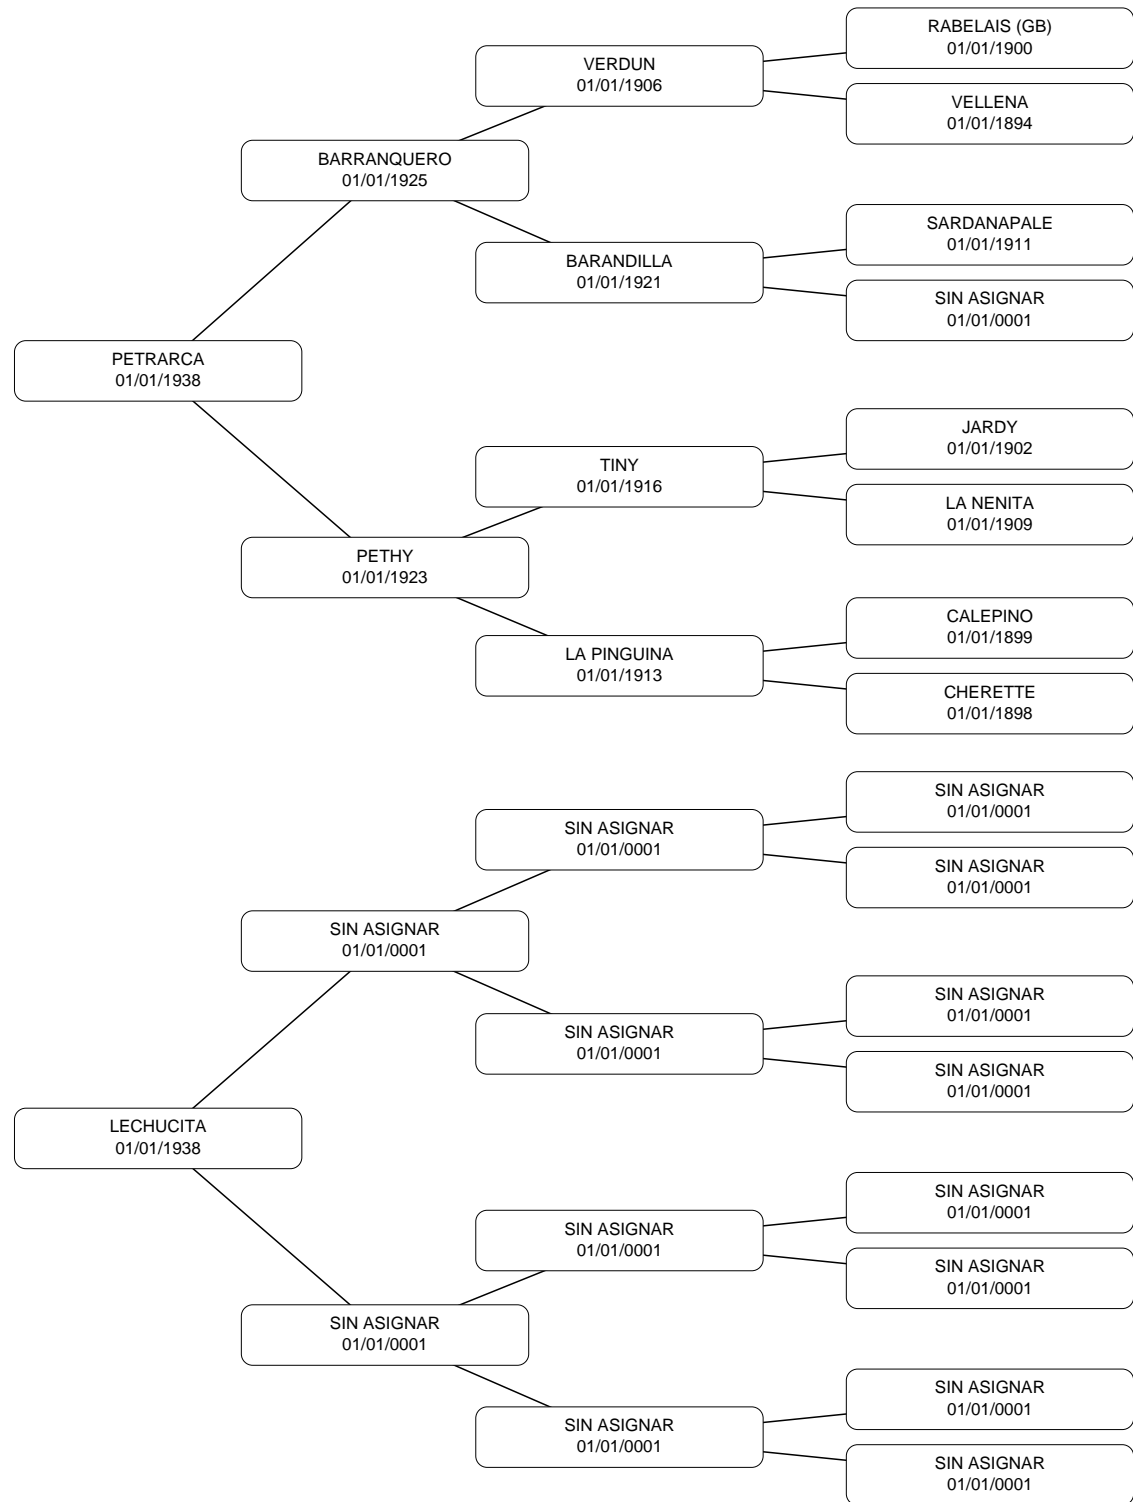 RABELAIS (GB)
01/01/1900
VERDUN
01/01/1906
VELLENA
01/01/1894
BARRANQUERO
01/01/1925
SARDANAPALE
01/01/1911
BARANDILLA
01/01/1921
SIN ASIGNAR
01/01/0001
PETRARCA
01/01/1938
JARDY
01/01/1902
TINY
01/01/1916
LA NENITA
01/01/1909
PETHY
01/01/1923
CALEPINO
01/01/1899
LA PINGUINA
01/01/1913
CHERETTE
01/01/1898
SIN ASIGNAR
01/01/0001
SIN ASIGNAR
01/01/0001
SIN ASIGNAR
01/01/0001
SIN ASIGNAR
01/01/0001
SIN ASIGNAR
01/01/0001
SIN ASIGNAR
01/01/0001
SIN ASIGNAR
01/01/0001
LECHUCITA
01/01/1938
SIN ASIGNAR
01/01/0001
SIN ASIGNAR
01/01/0001
SIN ASIGNAR
01/01/0001
SIN ASIGNAR
01/01/0001
SIN ASIGNAR
01/01/0001
SIN ASIGNAR
01/01/0001
SIN ASIGNAR
01/01/0001